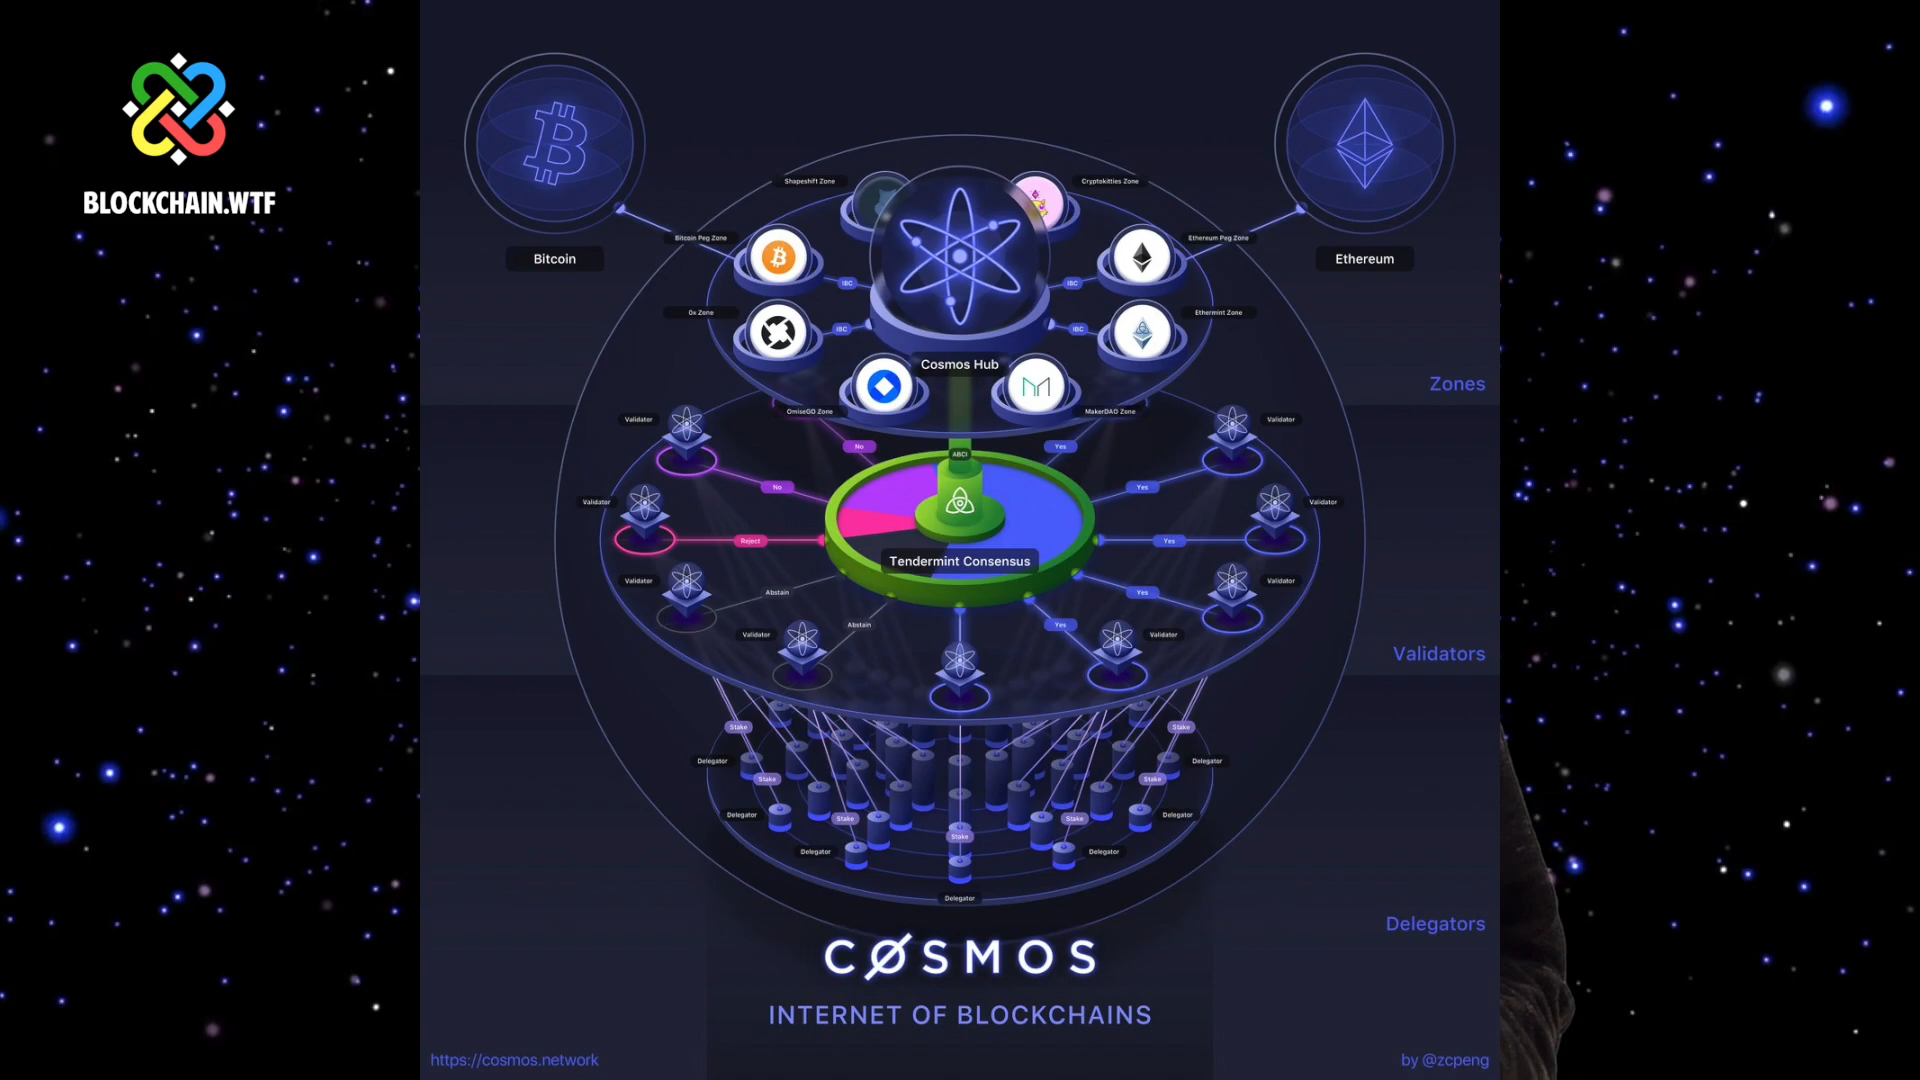 BLOCKCHAIN.WTF
Bitcoin
Ethereum
Shapeshift Zone
Cryptokitties Zone
Bitcoin Peg Zone
Ethereum Peg Zone
IBC
IBC
0x Zone
Ethermint Zone
IBC
IBC
Cosmos Hub
Zones
OmiseGO Zone
MakerDAO Zone
Validator
Validator
No
Yes
ABCI
No
Yes
Validator
Validator
Reject
Yes
Tendermint Consensus
Validator
Validator
Abstain
Yes
Abstain
Yes
Validator
Validator
Validators
Stake
Stake
Delegator
Delegator
Stake
Stake
Delegator
Delegator
Stake
Stake
Stake
Delegator
Delegator
Delegator
Delegators
CØSMOS
INTERNET OF BLOCKCHAINS
https://cosmos.network
by @zcpeng